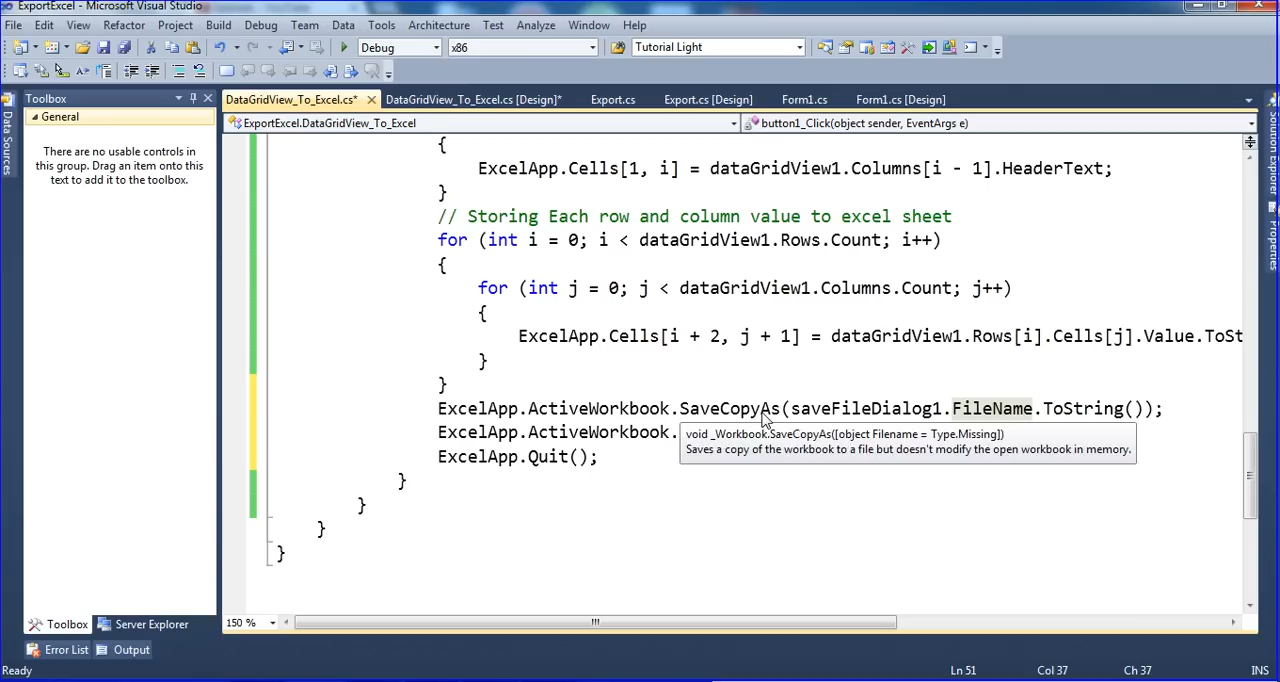 ExportExcel - Microsoft Visual Studio
File Edit View Refactor Project Build Debug Team Data Tools Architecture Test Analyze Window Help
Debug x86 Tutorial Light
Toolbox
General
There are no usable controls in
this group. Drag an item onto this
text to add it to the toolbox.
Data Sources
DataGridView_To_Excel.cs* DataGridView_To_Excel.cs [Design]* Export.cs Export.cs [Design] Form1.cs Form1.cs [Design]
ExportExcel.DataGridView_To_Excel button1_Click(object sender, EventArgs e)
{
ExcelApp.Cells[1, i] = dataGridView1.Columns[i - 1].HeaderText;
}
// Storing Each row and column value to excel sheet
for (int i = 0; i < dataGridView1.Rows.Count; i++)
{
for (int j = 0; j < dataGridView1.Columns.Count; j++)
{
ExcelApp.Cells[i + 2, j + 1] = dataGridView1.Rows[i].Cells[j].Value.ToSt
}
}
ExcelApp.ActiveWorkbook.SaveCopyAs(saveFileDialog1.FileName.ToString());
ExcelApp.ActiveWorkbook.
void _Workbook.SaveCopyAs([object Filename = Type.Missing])
Saves a copy of the workbook to a file but doesn't modify the open workbook in memory.
ExcelApp.Quit();
}
}
}
}
Solution Explorer
Properties
150 %
Toolbox Server Explorer
Error List Output
Ready Ln 51 Col 37 Ch 37 INS